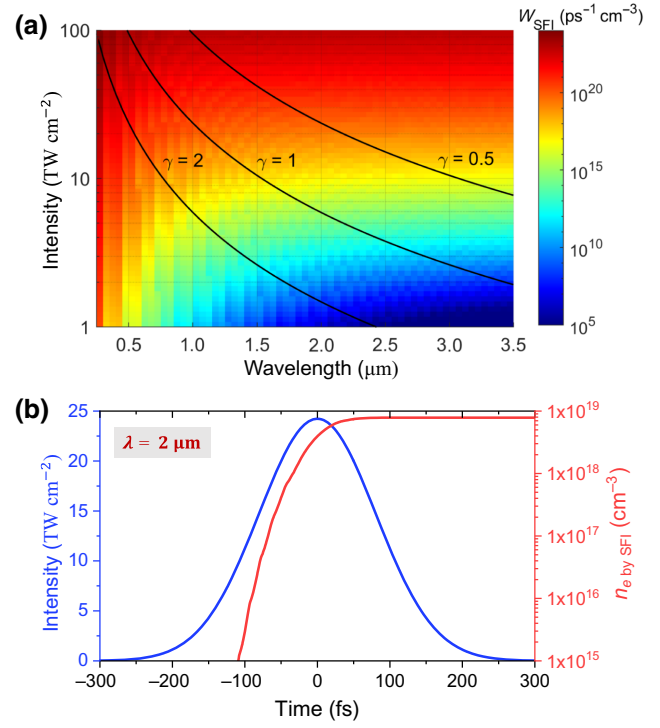 (a)
W_SFI (ps⁻¹ cm⁻³)
100
10
1
Intensity (TW cm⁻²)
γ = 2
γ = 1
γ = 0.5
0.5 1.0 1.5 2.0 2.5 3.0 3.5
Wavelength (μm)
10²⁰
10¹⁵
10¹⁰
10⁵
(b)
λ = 2 μm
25
20
15
10
5
0
Intensity (TW cm⁻²)
1x10¹⁹
1x10¹⁸
1x10¹⁷
1x10¹⁶
1x10¹⁵
n_e by SFI (cm⁻³)
−300 −200 −100 0 100 200 300
Time (fs)